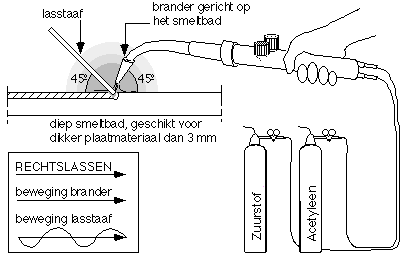 brander gericht op
het smeltbad
lasstaaf
45°
45°
diep smeltbad, geschikt voor
dikker plaatmateriaal dan 3 mm
RECHTSLASSEN
beweging brander
beweging lasstaaf
Zuurstof
Acetyleen